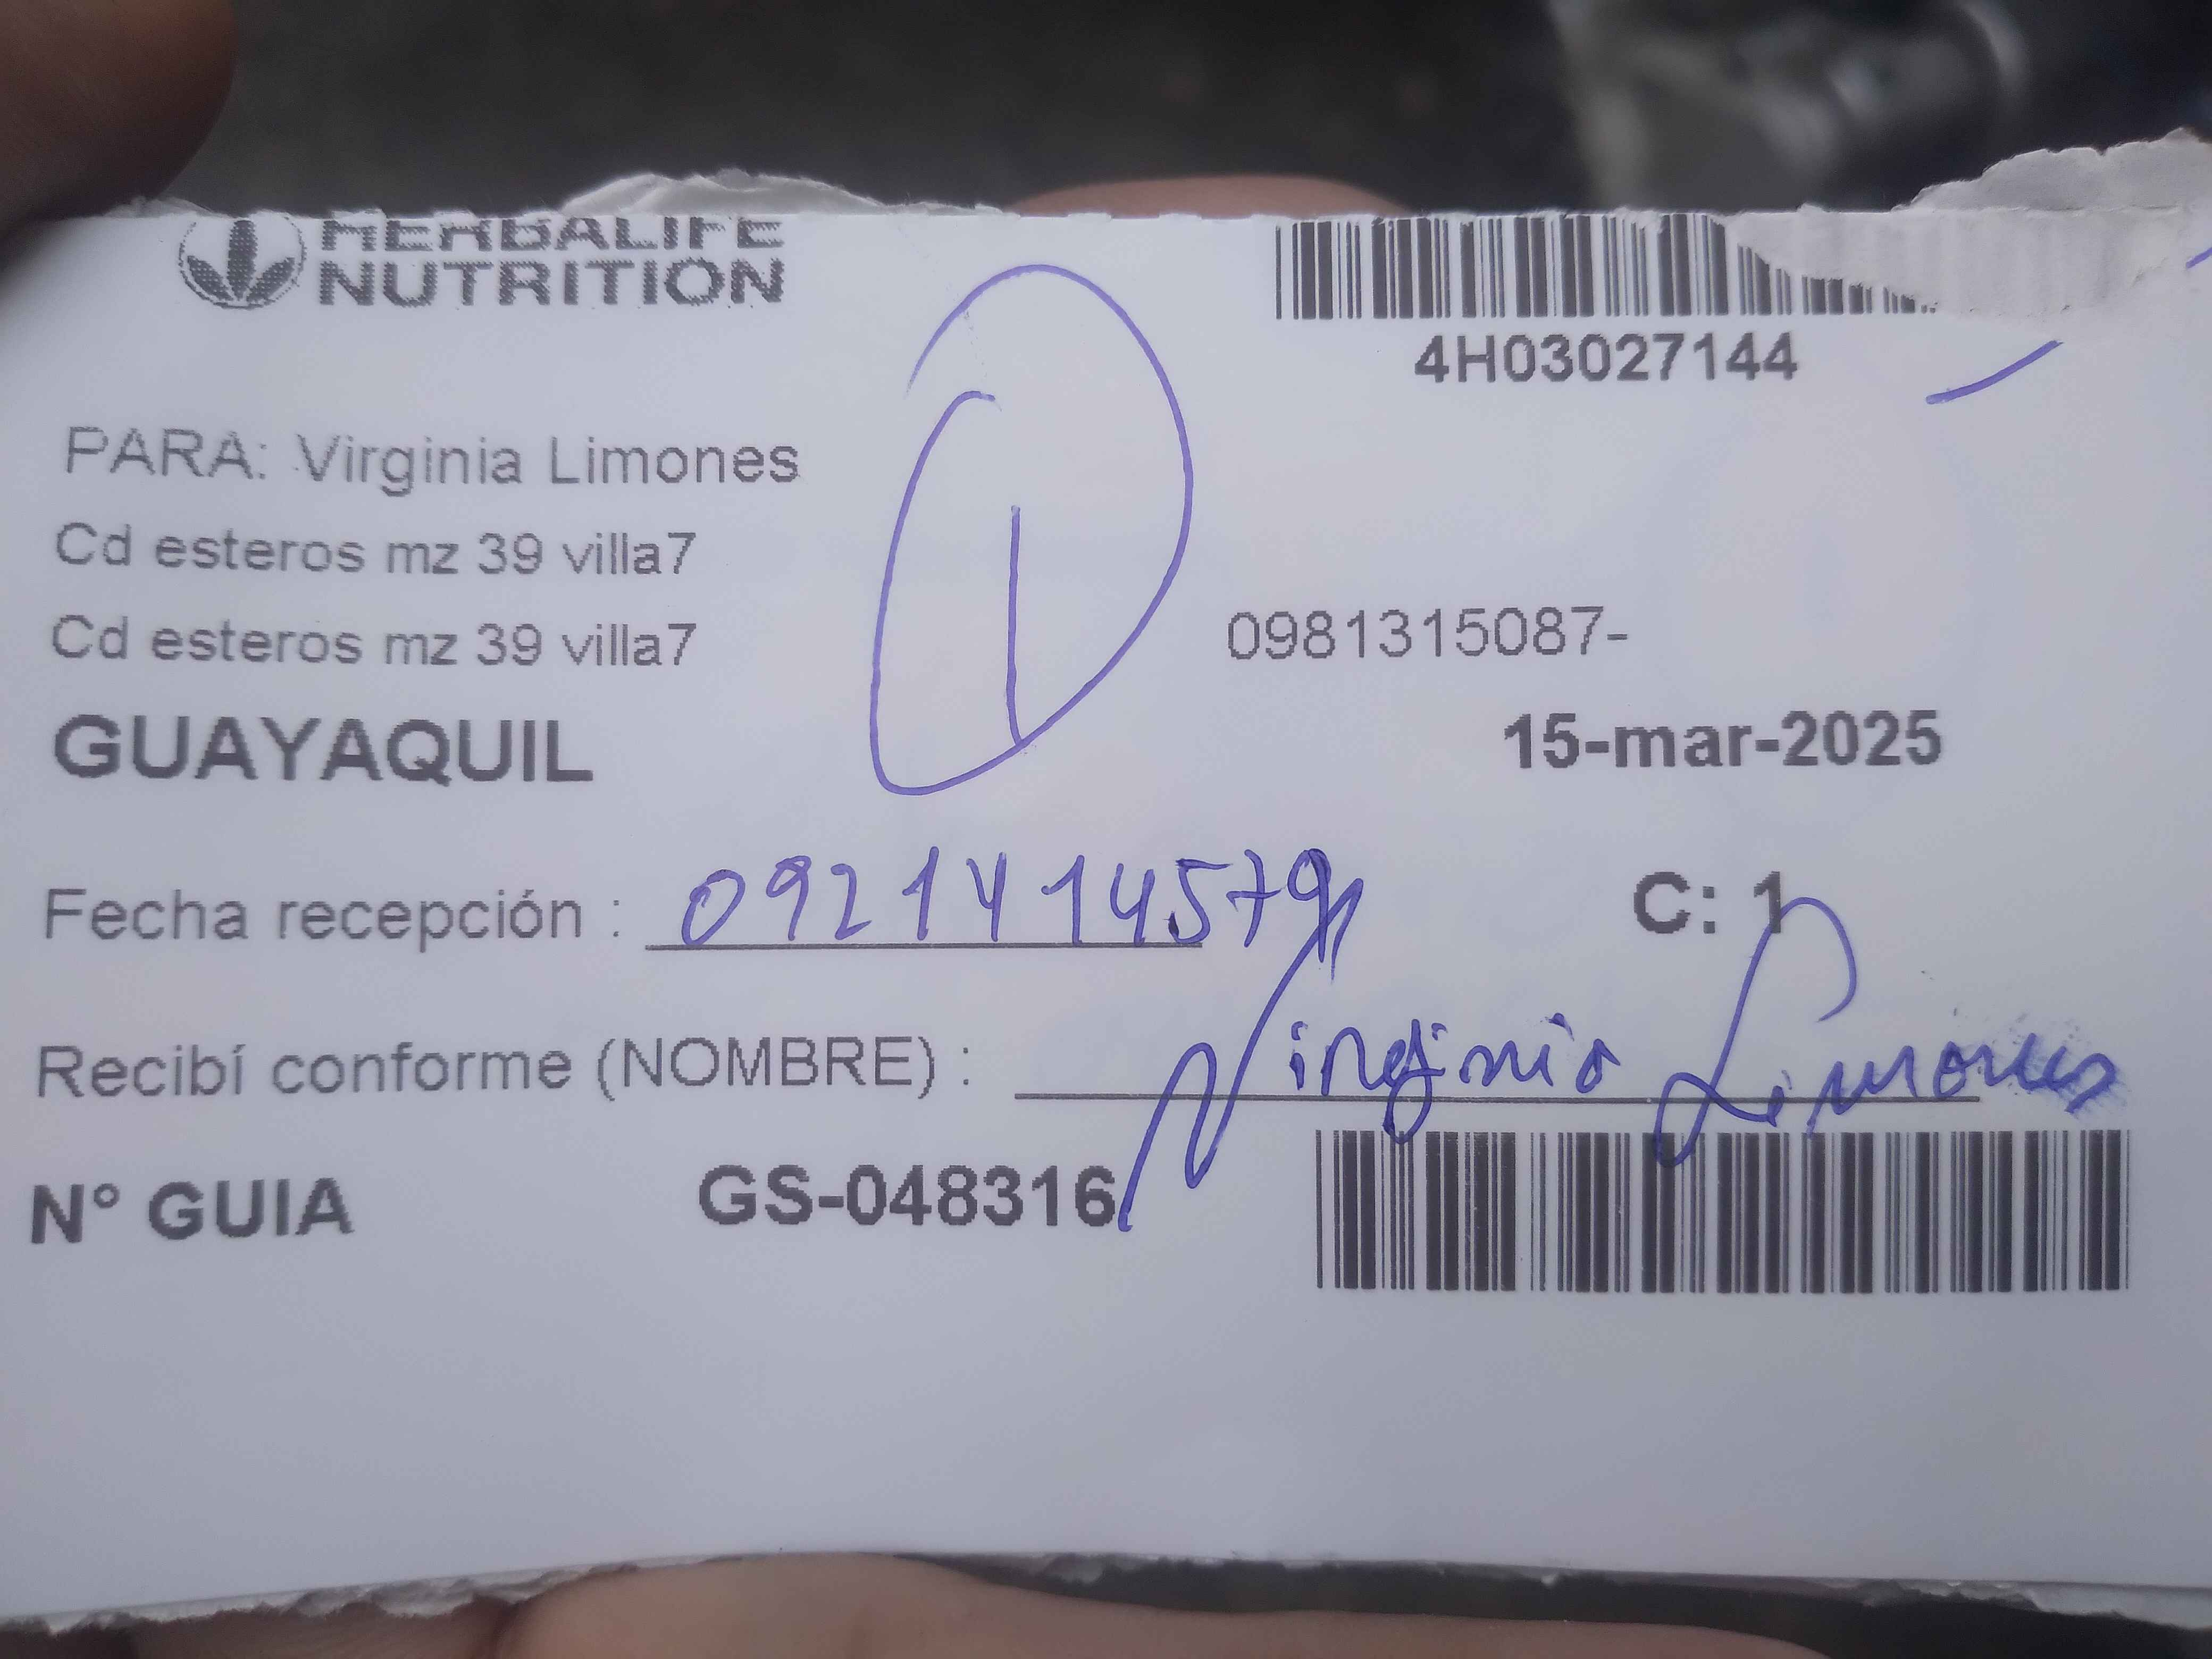 HERBALIFE
NUTRITION
4H03027144
PARA: Virginia Limones
Cd esteros mz 39 villa7
Cd esteros mz 39 villa7
0981315087-
GUAYAQUIL
1
15-mar-2025
Fecha recepción : 0921414579
C: 1
Recibí conforme (NOMBRE) : Virginia Limones
N° GUIA GS-048316